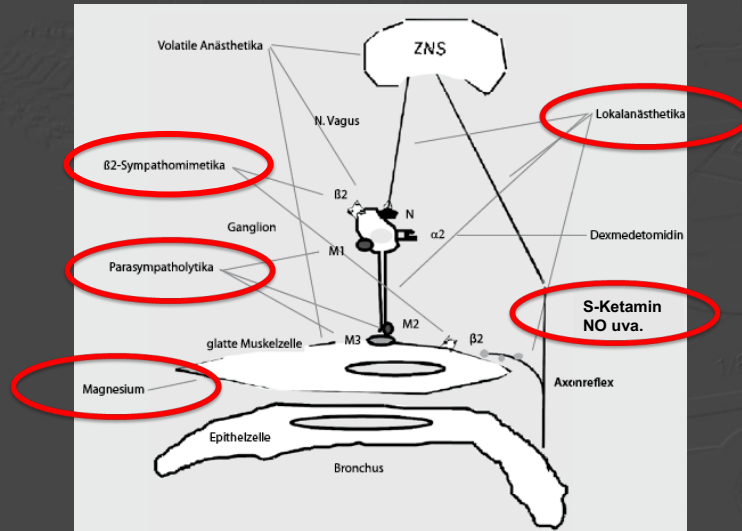 Volatile Anästhetika
ZNS
N. Vagus
Lokalanästhetika
ß2-Sympathomimetika
ß2
N
Ganglion
α2
M1
Dexmedetomidin
Parasympatholytika
S-Ketamin
NO uva.
M2
glatte Muskelzelle
M3
β2
Magnesium
Axonreflex
Epithelzelle
Bronchus